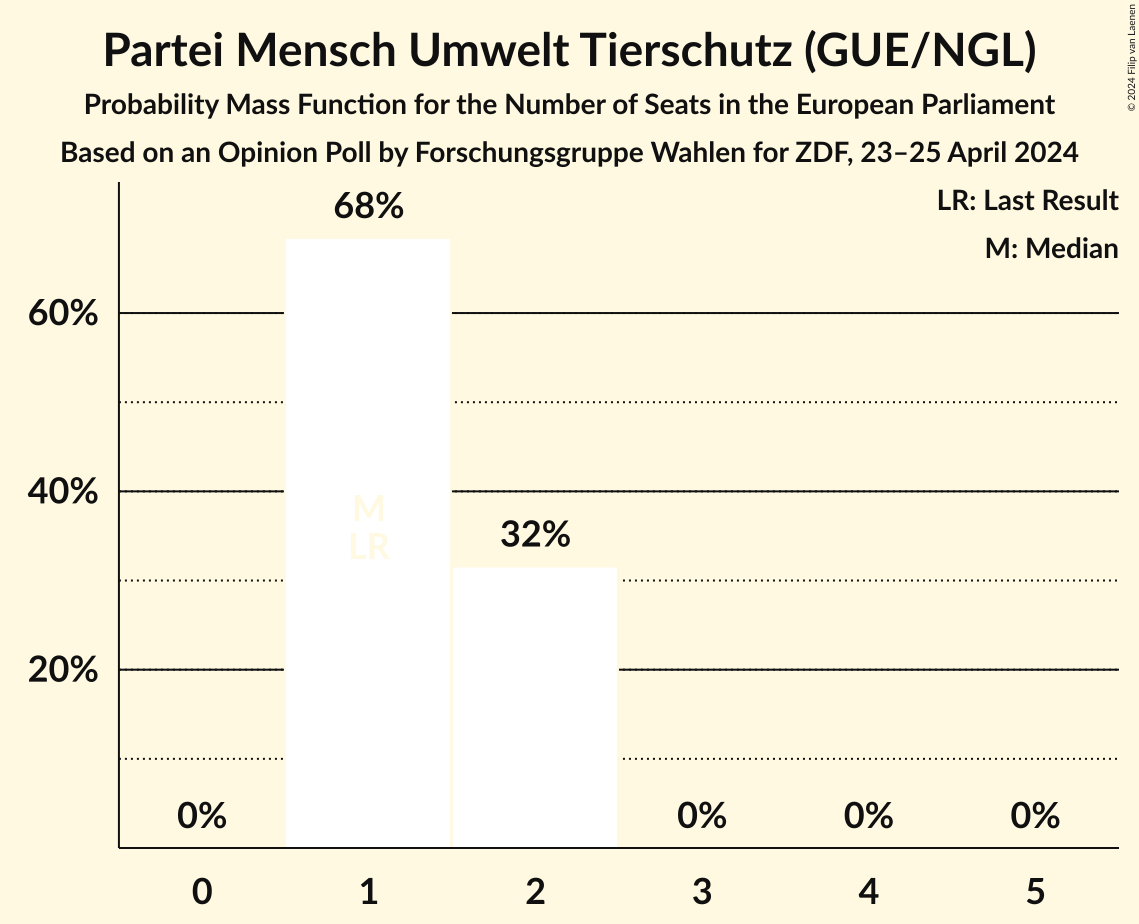 Partei Mensch Umwelt Tierschutz (GUE/NGL)
Probability Mass Function for the Number of Seats in the European Parliament
Based on an Opinion Poll by Forschungsgruppe Wahlen for ZDF, 23–25 April 2024
© 2024 Filip van Laenen
LR: Last Result
M: Median
68%
60%
40%
M
LR
32%
20%
0% 0% 0% 0%
0 1 2 3 4 5